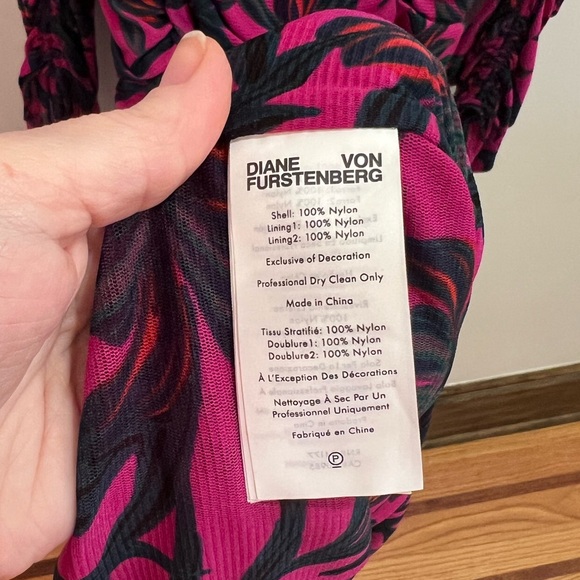 DIANE VON
FURSTENBERG
Shell: 100% Nylon
Lining1: 100% Nylon
Lining2: 100% Nylon
Exclusive of Decoration
Professional Dry Clean Only
Made in China
Tissu Stratifié: 100% Nylon
Doublure1: 100% Nylon
Doublure2: 100% Nylon
À L'Exception Des Décorations
Nettoyage À Sec Par Un
Professionnel Uniquement
Fabriqué en Chine
P